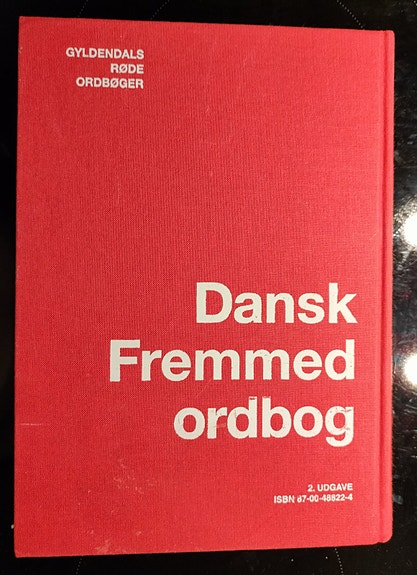 GYLDENDALS
RØDE
ORDBØGER
Dansk
Fremmed
ordbog
2. UDGAVE
ISBN 87-00-48822-4